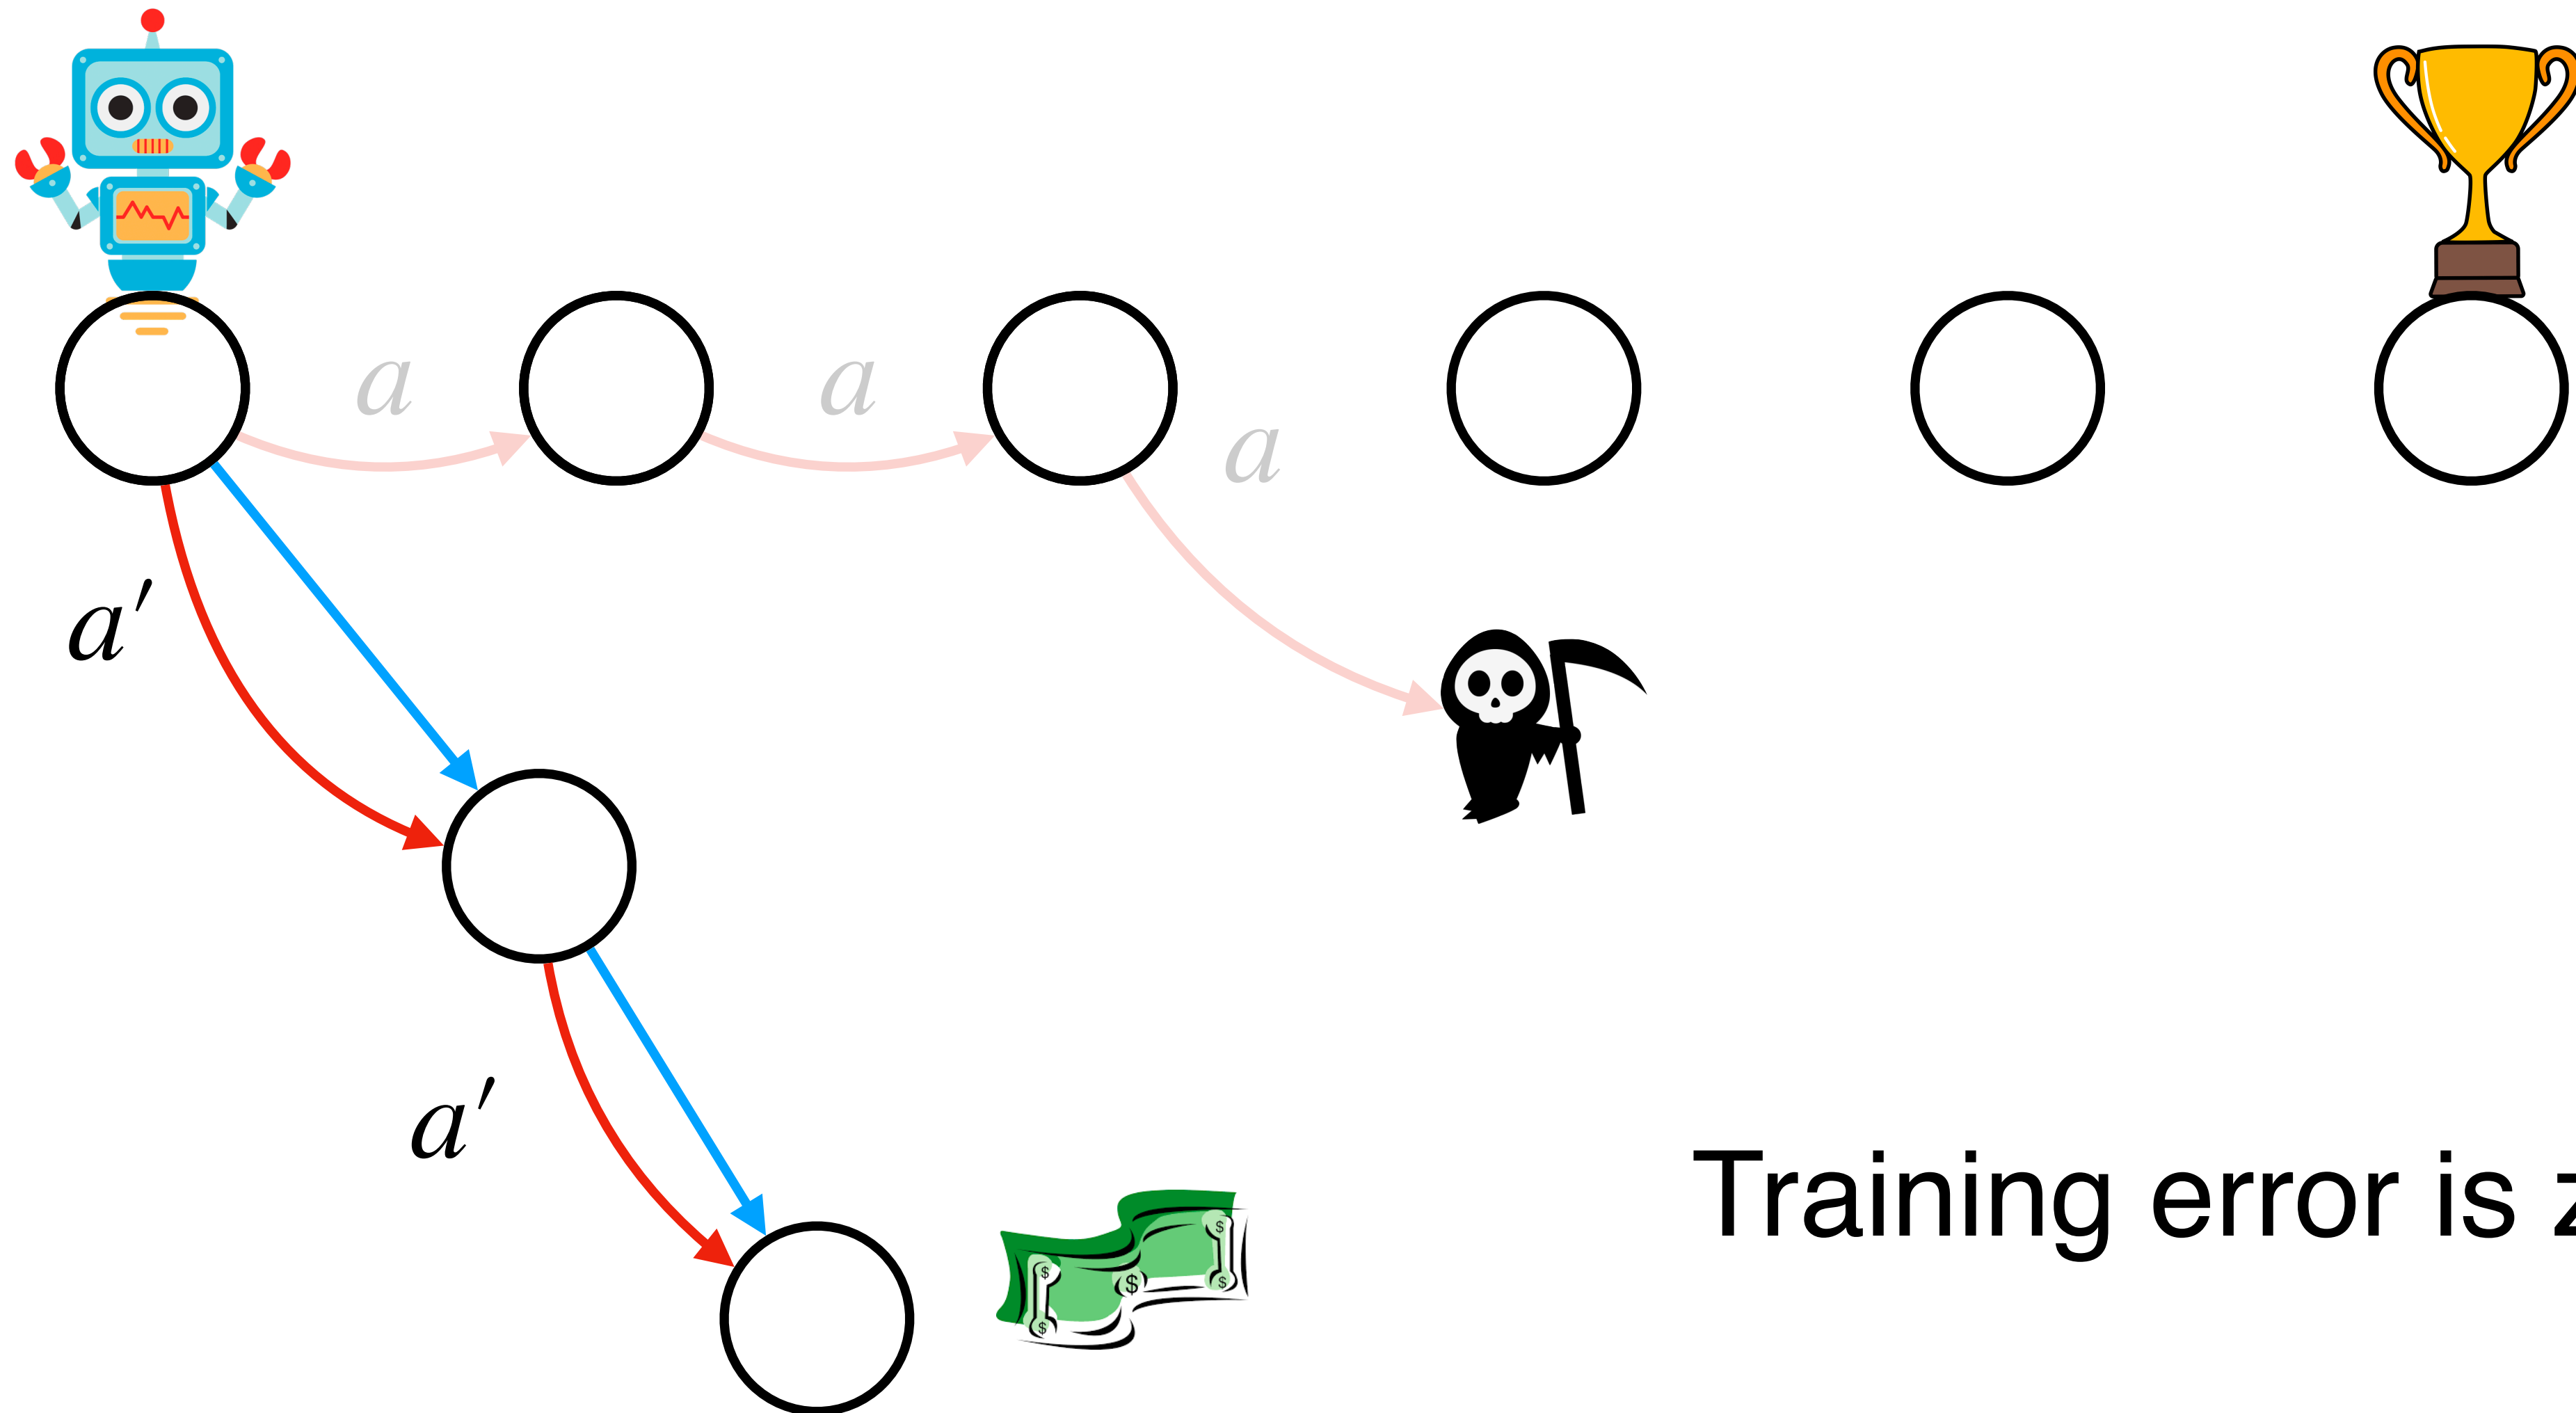 a
a
a
a′
a′
$ $ $
$ $
Training error is z